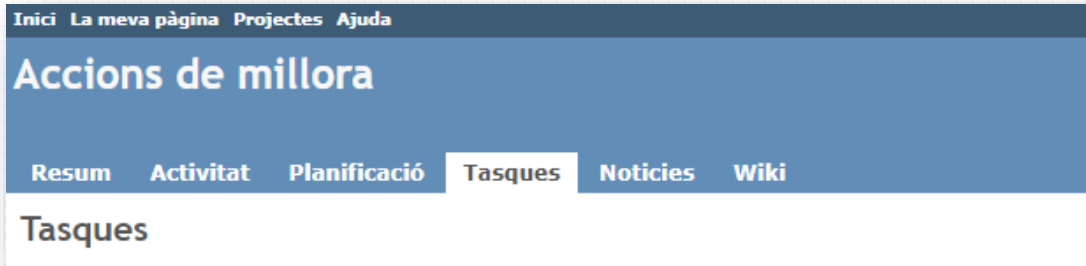 Inici La meva pàgina Projectes Ajuda
Accions de millora
Resum Activitat Planificació Tasques Noticies Wiki
Tasques